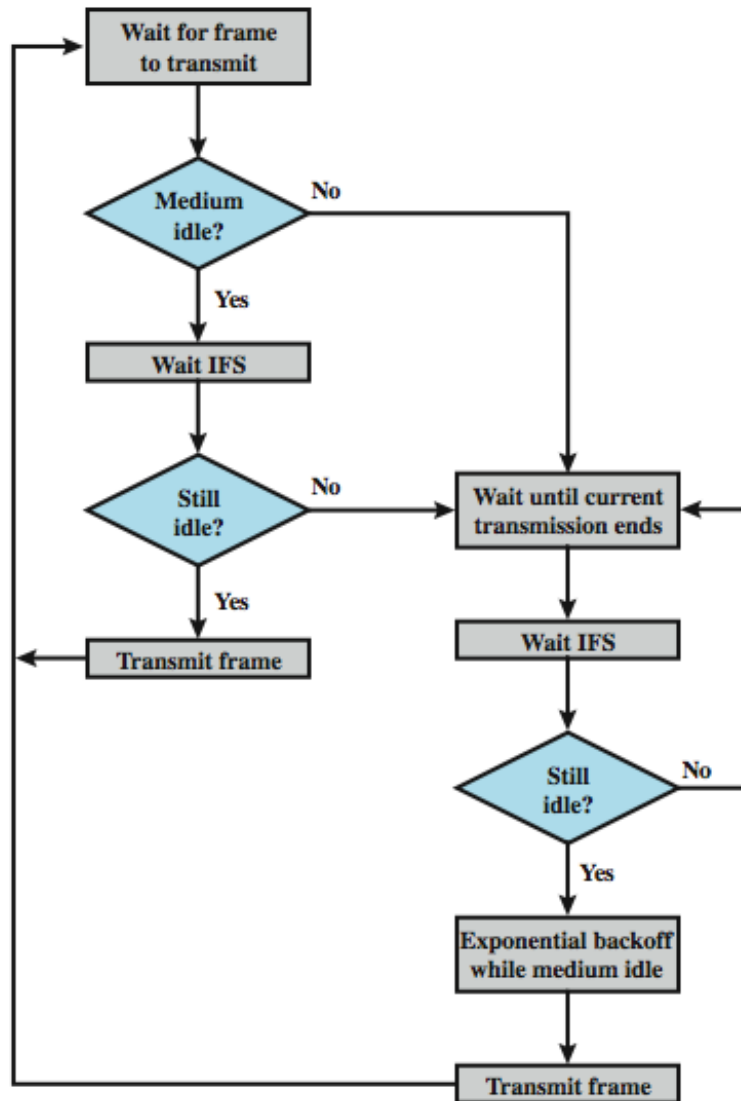 Wait for frame
to transmit
Medium
idle?
No
Yes
Wait IFS
Still
idle?
No
Yes
Transmit frame
Wait until current
transmission ends
Wait IFS
Still
idle?
No
Yes
Exponential backoff
while medium idle
Transmit frame